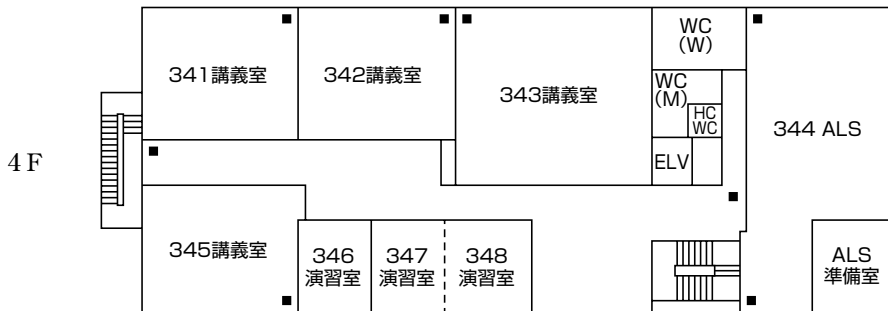 4F
341講義室
342講義室
343講義室
WC
(W)
WC
(M)
HC
WC
ELV
344 ALS
345講義室
346
演習室
347
演習室
348
演習室
ALS
準備室